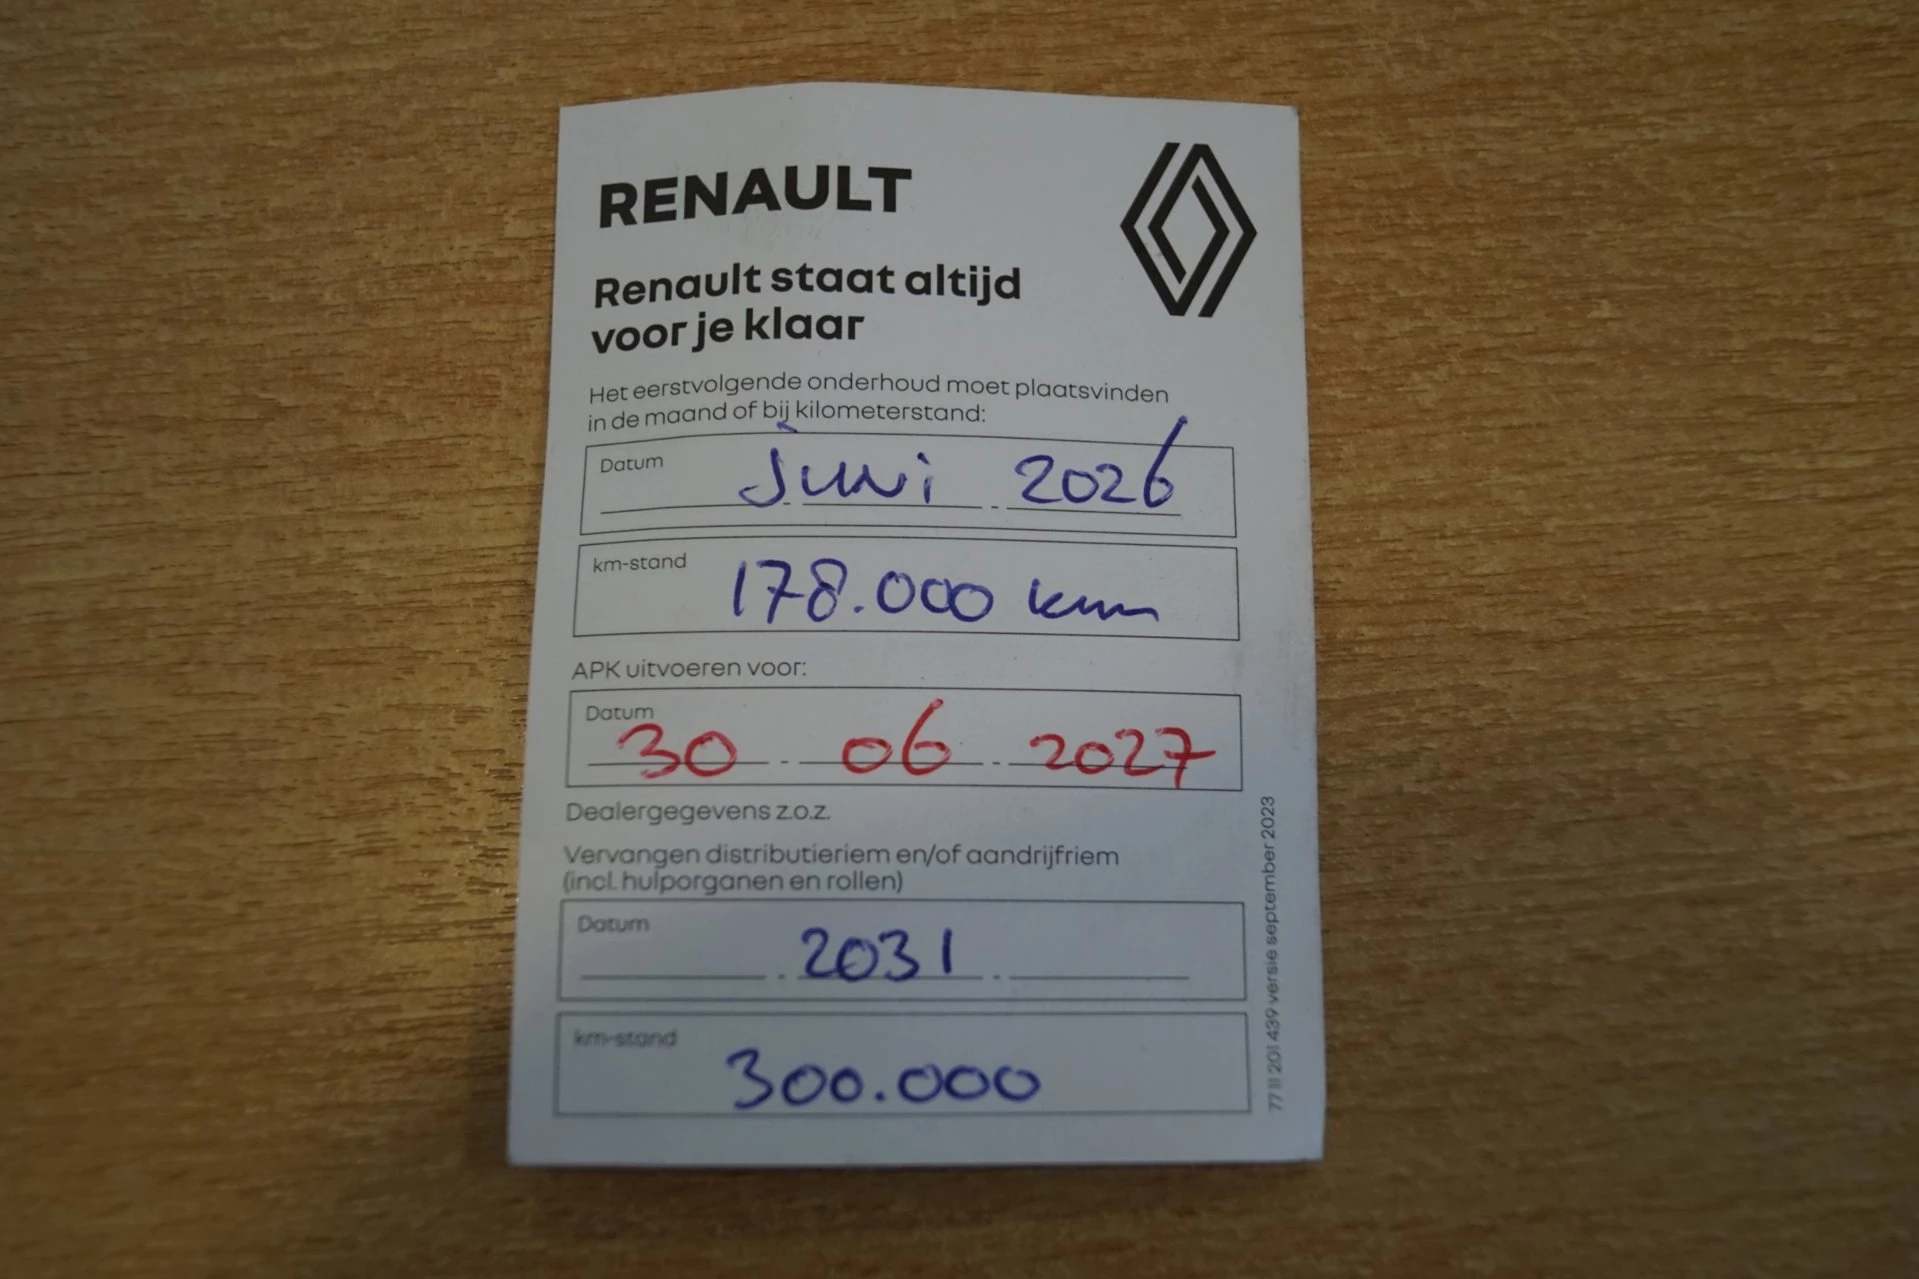 RENAULT
Renault staat altijd
voor je klaar
Het eerstvolgende onderhoud moet plaatsvinden
in de maand of bij kilometerstand:
Datum juni 2026
km-stand 178.000 km
APK uitvoeren voor:
Datum 30 - 06 - 2027
Dealergegevens z.o.z.
Vervangen distributieriem en/of aandrijfriem
(incl. hulporganen en rollen)
Datum 2031
km-stand 300.000
77 11 201 439 versie september 2023